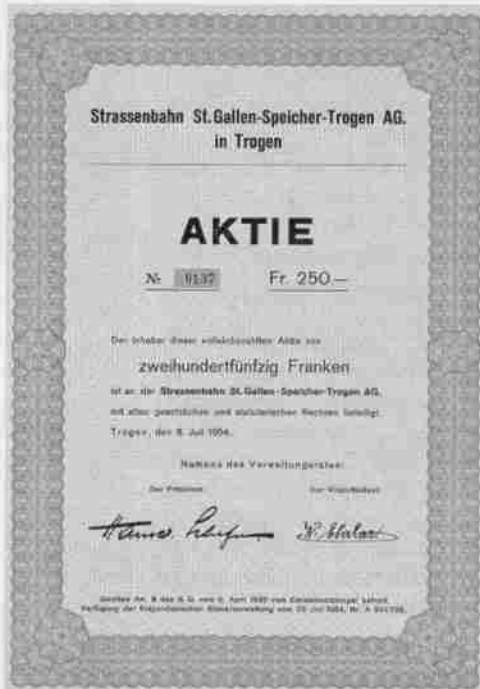 Strassenbahn St.Gallen-Speicher-Trogen AG.
in Trogen
AKTIE
№ 9137 Fr. 250.—
Der Inhaber dieser volleinbezahlten Aktie von
zweihundertfünfzig Franken
ist an der Strassenbahn St.Gallen-Speicher-Trogen AG.
mit allen gesetzlichen und statutarischen Rechten beteiligt.
Trogen, den 8. Juli 1954.
Namens des Verwaltungsrates:
Der Präsident: Der Vizepräsident: